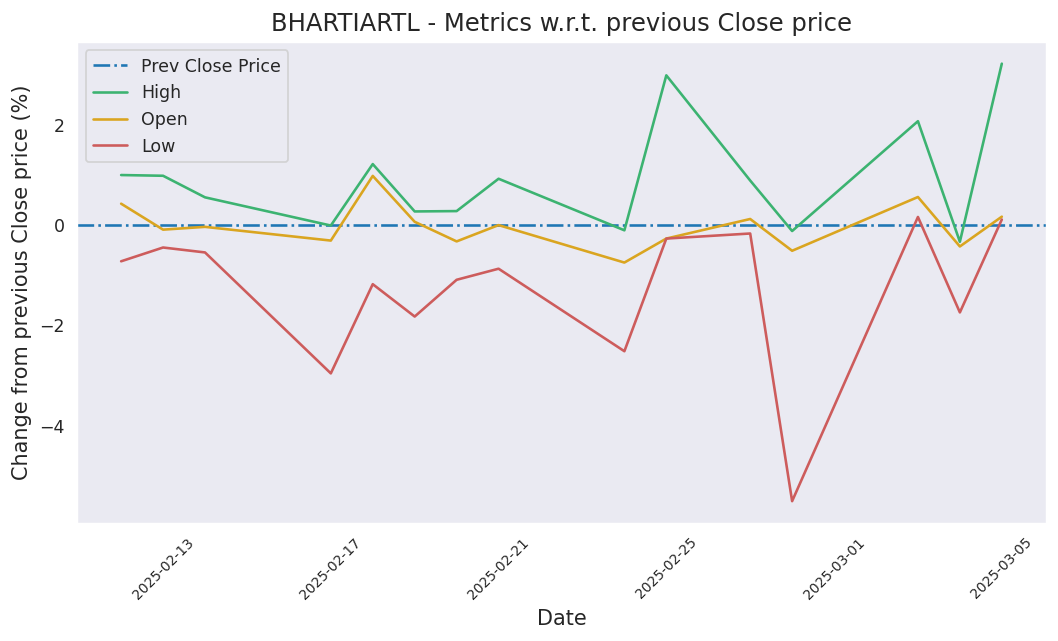 BHARTIARTL - Metrics w.r.t. previous Close price
Prev Close Price
High
Open
Low
Change from previous Close price (%)
2
0
−2
−4
2025-02-13
2025-02-17
2025-02-21
2025-02-25
2025-03-01
2025-03-05
Date